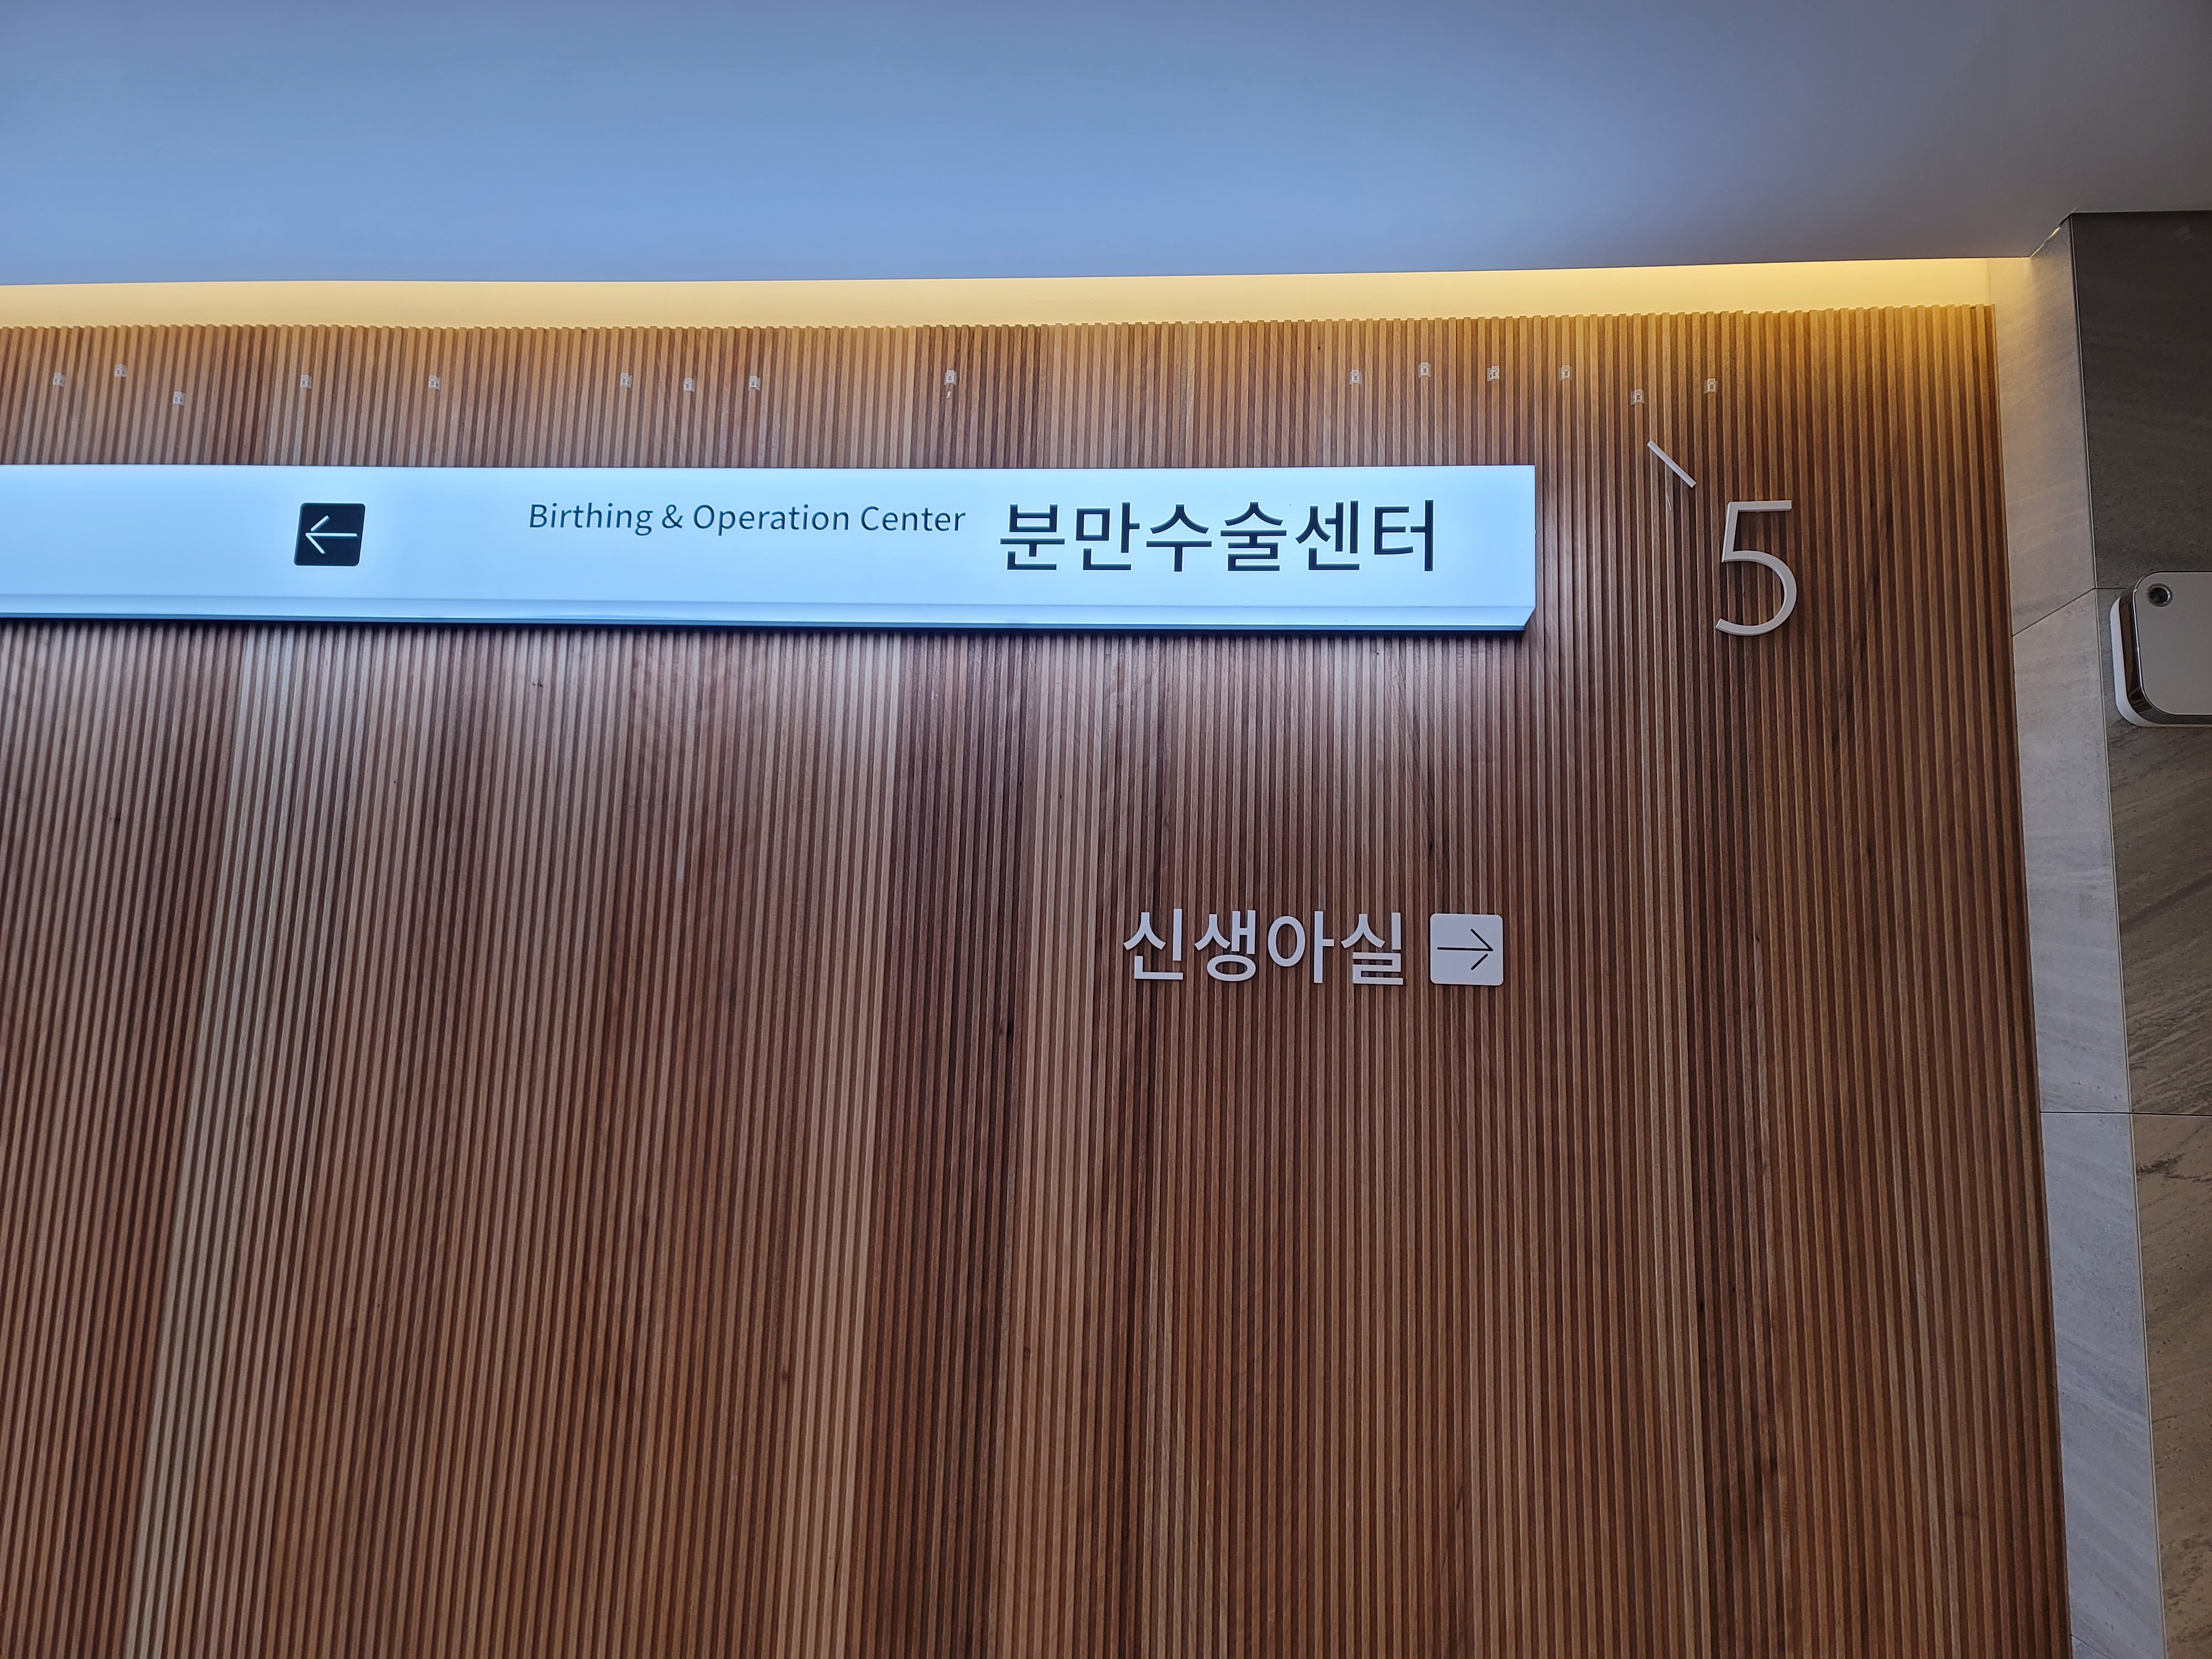 ← Birthing & Operation Center 분만수술센터
5
신생아실 →